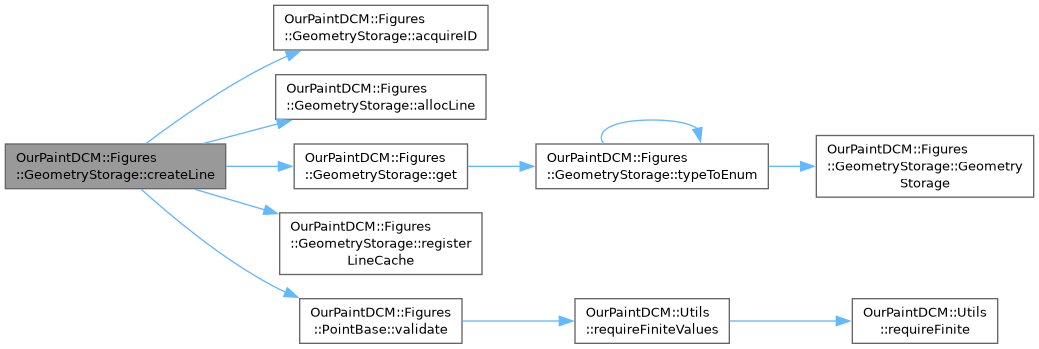 OurPaintDCM::Figures
::GeometryStorage::createLine
OurPaintDCM::Figures
::GeometryStorage::acquireID
OurPaintDCM::Figures
::GeometryStorage::allocLine
OurPaintDCM::Figures
::GeometryStorage::get
OurPaintDCM::Figures
::GeometryStorage::typeToEnum
OurPaintDCM::Figures
::GeometryStorage::Geometry
Storage
OurPaintDCM::Figures
::GeometryStorage::register
LineCache
OurPaintDCM::Figures
::PointBase::validate
OurPaintDCM::Utils
::requireFiniteValues
OurPaintDCM::Utils
::requireFinite